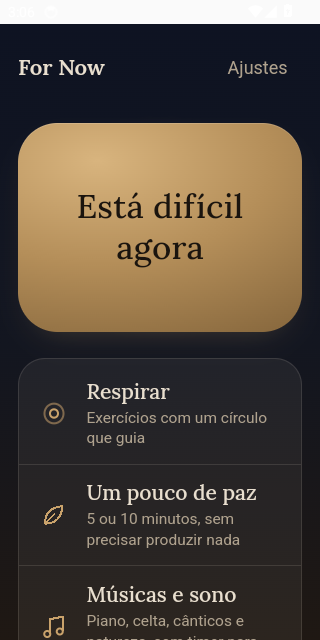 For Now
Ajustes
Está difícil
agora
Respirar
Exercícios com um círculo
que guia
Um pouco de paz
5 ou 10 minutos, sem
precisar produzir nada
Músicas e sono
Piano, celta, cânticos e